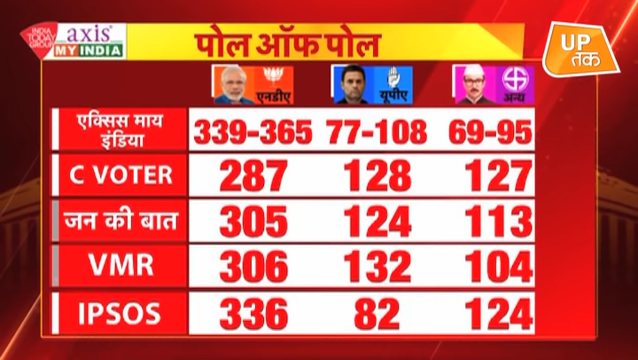 INDIA
TODAY
GROUP
axis
MY INDIA
पोल ऑफ पोल
UP
तक
एनडीए
यूपीए
अन्य
एक्सिस माय
इंडिया
339-365 77-108 69-95
C VOTER 287 128 127
जन की बात 305 124 113
VMR 306 132 104
IPSOS 336 82 124